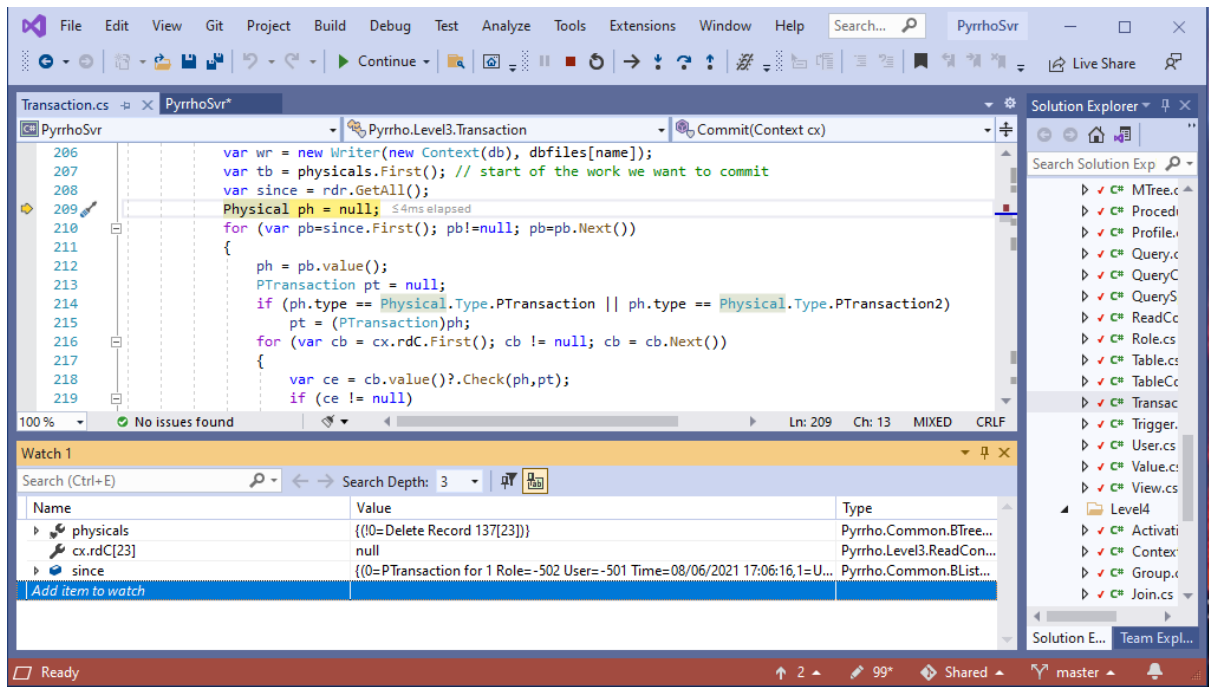 File Edit View Git Project Build Debug Test Analyze Tools Extensions Window Help Search... PyrrhoSvr
Continue Live Share
Transaction.cs PyrrhoSvr*
PyrrhoSvr Pyrrho.Level3.Transaction Commit(Context cx)
206 var wr = new Writer(new Context(db), dbfiles[name]);
207 var tb = physicals.First(); // start of the work we want to commit
208 var since = rdr.GetAll();
209 Physical ph = null; ≤4ms elapsed
210 for (var pb=since.First(); pb!=null; pb=pb.Next())
211 {
212 ph = pb.value();
213 PTransaction pt = null;
214 if (ph.type == Physical.Type.PTransaction || ph.type == Physical.Type.PTransaction2)
215 pt = (PTransaction)ph;
216 for (var cb = cx.rdC.First(); cb != null; cb = cb.Next())
217 {
218 var ce = cb.value()?.Check(ph,pt);
219 if (ce != null)
100 % No issues found Ln: 209 Ch: 13 MIXED CRLF
Watch 1
Search (Ctrl+E) Search Depth: 3
Name Value Type
physicals {(!0=Delete Record 137[23])} Pyrrho.Common.BTree...
cx.rdC[23] null Pyrrho.Level3.ReadCon...
since {(0=PTransaction for 1 Role=-502 User=-501 Time=08/06/2021 17:06:16,1=U... Pyrrho.Common.BList...
Add item to watch
Solution Explorer
Search Solution Exp
C# MTree.c
C# Procedu
C# Profile.
C# Query.c
C# QueryC
C# QueryS
C# ReadCo
C# Role.cs
C# Table.cs
C# TableCo
C# Transac
C# Trigger.
C# User.cs
C# Value.cs
C# View.cs
Level4
C# Activati
C# Context
C# Group.c
C# Join.cs
Solution E... Team Expl...
Ready 2 99* Shared master